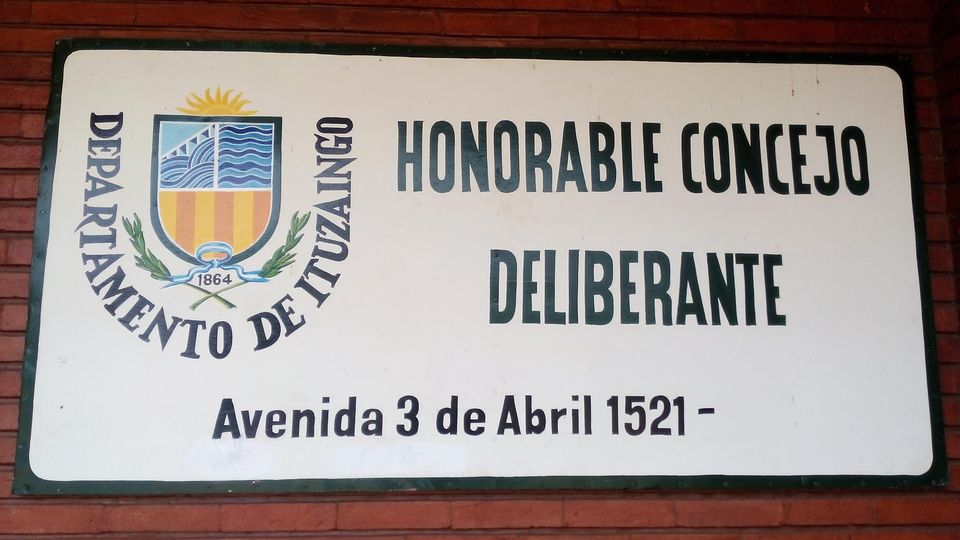 DEPARTAMENTO DE ITUZAINGO
1864
HONORABLE CONCEJO
DELIBERANTE
Avenida 3 de Abril 1521-